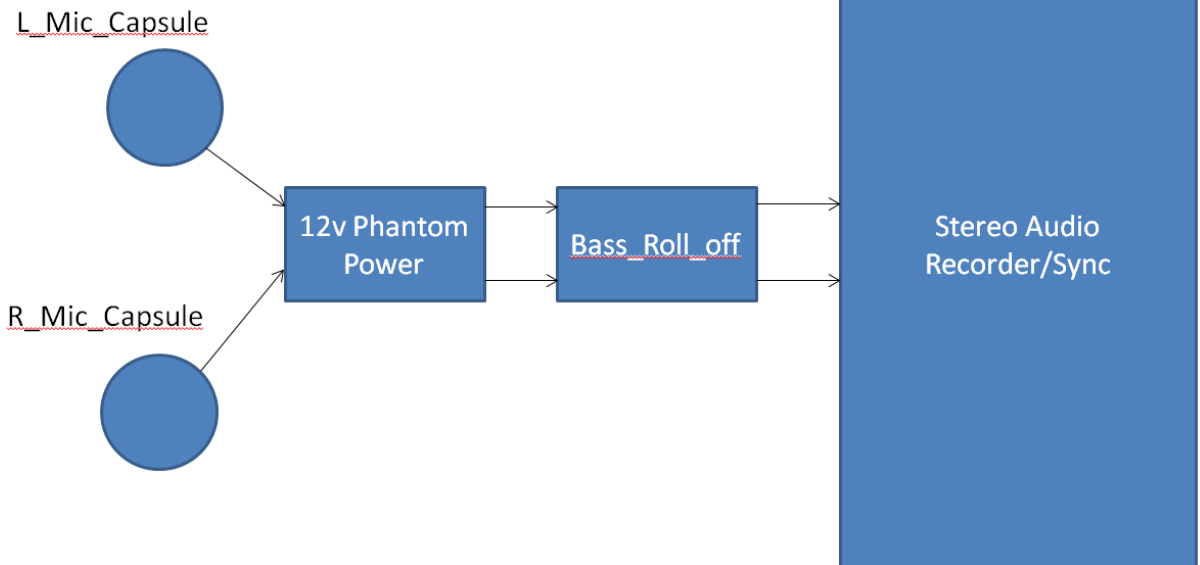 L_Mic_Capsule
12v Phantom
Power
Bass_Roll_off
Stereo Audio
Recorder/Sync
R_Mic_Capsule